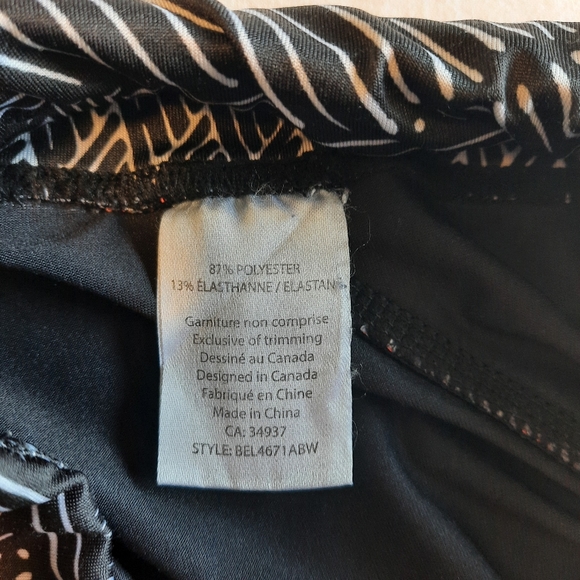 87% POLYESTER
13% ÉLASTHANNE / ELASTAN
Garniture non comprise
Exclusive of trimming
Dessiné au Canada
Designed in Canada
Fabriqué en Chine
Made in China
CA: 34937
STYLE: BEL4671ABW